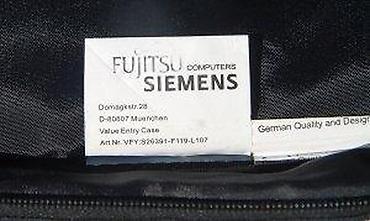 FUJITSU COMPUTERS
SIEMENS
Domagkstr.28
D-80807 Muenchen
Value Entry Case
Art Nr. VFY:S26391-F119-L107
German Quality and Design